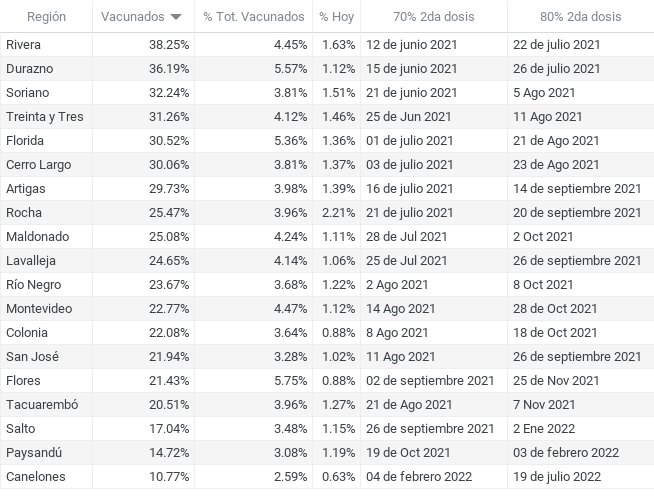 Región Vacunados % Tot. Vacunados % Hoy 70% 2da dosis 80% 2da dosis
Rivera 38.25% 4.45% 1.63% 12 de junio 2021 22 de julio 2021
Durazno 36.19% 5.57% 1.12% 15 de junio 2021 26 de julio 2021
Soriano 32.24% 3.81% 1.51% 21 de junio 2021 5 Ago 2021
Treinta y Tres 31.26% 4.12% 1.46% 25 de Jun 2021 11 Ago 2021
Florida 30.52% 5.36% 1.36% 01 de julio 2021 21 de Ago 2021
Cerro Largo 30.06% 3.81% 1.37% 03 de julio 2021 23 de Ago 2021
Artigas 29.73% 3.98% 1.39% 16 de julio 2021 14 de septiembre 2021
Rocha 25.47% 3.96% 2.21% 21 de julio 2021 20 de septiembre 2021
Maldonado 25.08% 4.24% 1.11% 28 de Jul 2021 2 Oct 2021
Lavalleja 24.65% 4.14% 1.06% 25 de Jul 2021 26 de septiembre 2021
Río Negro 23.67% 3.68% 1.22% 2 Ago 2021 8 Oct 2021
Montevideo 22.77% 4.47% 1.12% 14 Ago 2021 28 de Oct 2021
Colonia 22.08% 3.64% 0.88% 8 Ago 2021 18 de Oct 2021
San José 21.94% 3.28% 1.02% 11 Ago 2021 26 de septiembre 2021
Flores 21.43% 5.75% 0.88% 02 de septiembre 2021 25 de Nov 2021
Tacuarembó 20.51% 3.96% 1.27% 21 de Ago 2021 7 Nov 2021
Salto 17.04% 3.48% 1.15% 26 de septiembre 2021 2 Ene 2022
Paysandú 14.72% 3.08% 1.19% 19 de Oct 2021 03 de febrero 2022
Canelones 10.77% 2.59% 0.63% 04 de febrero 2022 19 de julio 2022